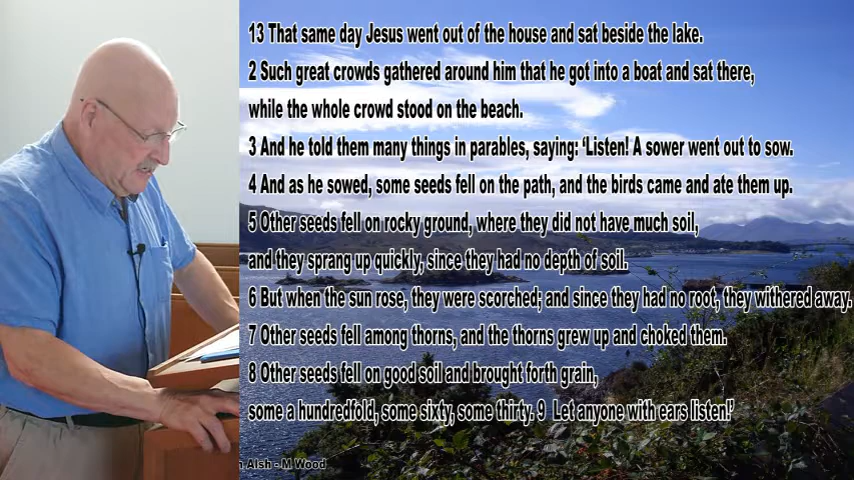 13 That same day Jesus went out of the house and sat beside the lake.
2 Such great crowds gathered around him that he got into a boat and sat there,
while the whole crowd stood on the beach.
3 And he told them many things in parables, saying: ‘Listen! A sower went out to sow.
4 And as he sowed, some seeds fell on the path, and the birds came and ate them up.
5 Other seeds fell on rocky ground, where they did not have much soil,
and they sprang up quickly, since they had no depth of soil.
6 But when the sun rose, they were scorched; and since they had no root, they withered away.
7 Other seeds fell among thorns, and the thorns grew up and choked them.
8 Other seeds fell on good soil and brought forth grain,
some a hundredfold, some sixty, some thirty. 9 Let anyone with ears listen!’
Alsh - M Wood